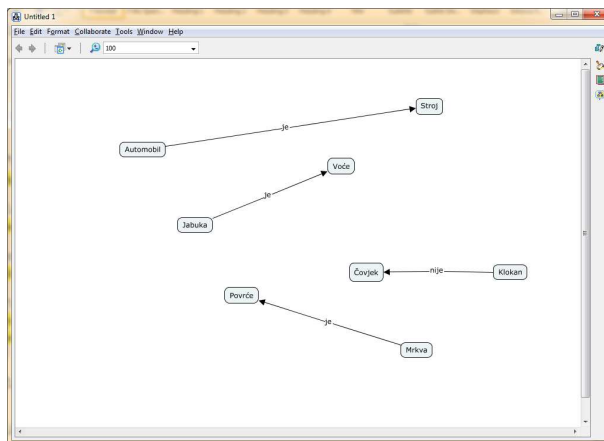 Untitled 1
File Edit Format Collaborate Tools Window Help
100
Stroj
je
Automobil
Voće
je
Jabuka
Čovjek
nije
Klokan
Povrće
je
Mrkva